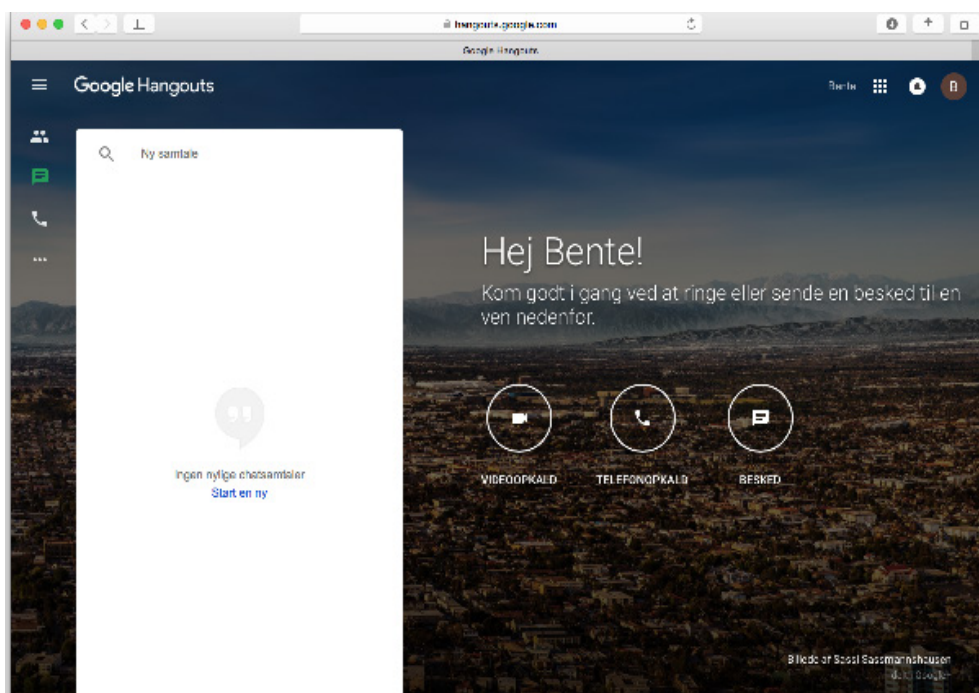 hangouts.google.com
Google Hangouts
Google Hangouts
Bente
B
Ny samtale
Hej Bente!
Kom godt i gang ved at ringe eller sende en besked til en
ven nedenfor.
Ingen nylige chatsamtaler
Start en ny
VIDEOOPKALD
TELEFONOPKALD
BESKED
Billede af Sassi Sassmannshausen
Google+